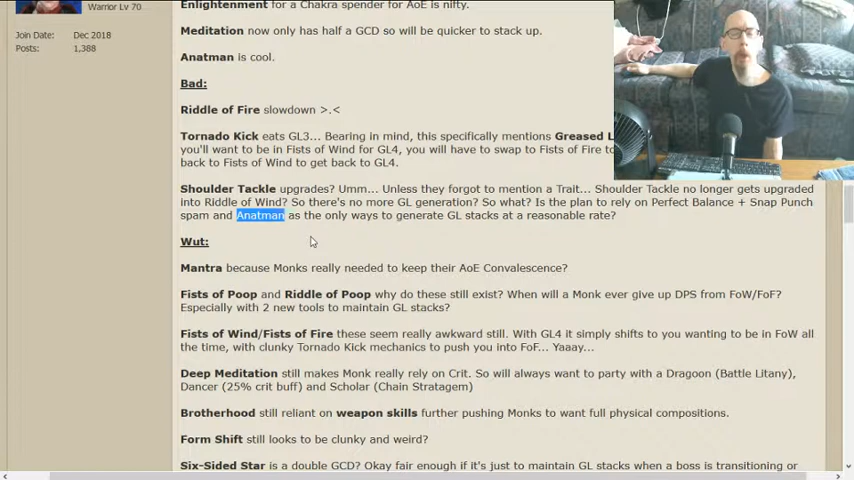 Warrior Lv 70
Join Date: Dec 2018
Posts: 1,388
Enlightenment for a Chakra spender for AoE is nifty.
Meditation now only has half a GCD so will be quicker to stack up.
Anatman is cool.
Bad:
Riddle of Fire slowdown >.<
Tornado Kick eats GL3... Bearing in mind, this specifically mentions Greased L
you'll want to be in Fists of Wind for GL4, you will have to swap to Fists of Fire to
back to Fists of Wind to get back to GL4.
Shoulder Tackle upgrades? Umm... Unless they forgot to mention a Trait... Shoulder Tackle no longer gets upgraded
into Riddle of Wind? So there's no more GL generation? So what? Is the plan to rely on Perfect Balance + Snap Punch
spam and Anatman as the only ways to generate GL stacks at a reasonable rate?
Wut:
Mantra because Monks really needed to keep their AoE Convalescence?
Fists of Poop and Riddle of Poop why do these still exist? When will a Monk ever give up DPS from FoW/FoF?
Especially with 2 new tools to maintain GL stacks?
Fists of Wind/Fists of Fire these seem really awkward still. With GL4 it simply shifts to you wanting to be in FoW all
the time, with clunky Tornado Kick mechanics to push you into FoF... Yaaay...
Deep Meditation still makes Monk really rely on Crit. So will always want to party with a Dragoon (Battle Litany),
Dancer (25% crit buff) and Scholar (Chain Stratagem)
Brotherhood still reliant on weapon skills further pushing Monks to want full physical compositions.
Form Shift still looks to be clunky and weird?
Six-Sided Star is a double GCD? Okay fair enough if it's just to maintain GL stacks when a boss is transitioning or